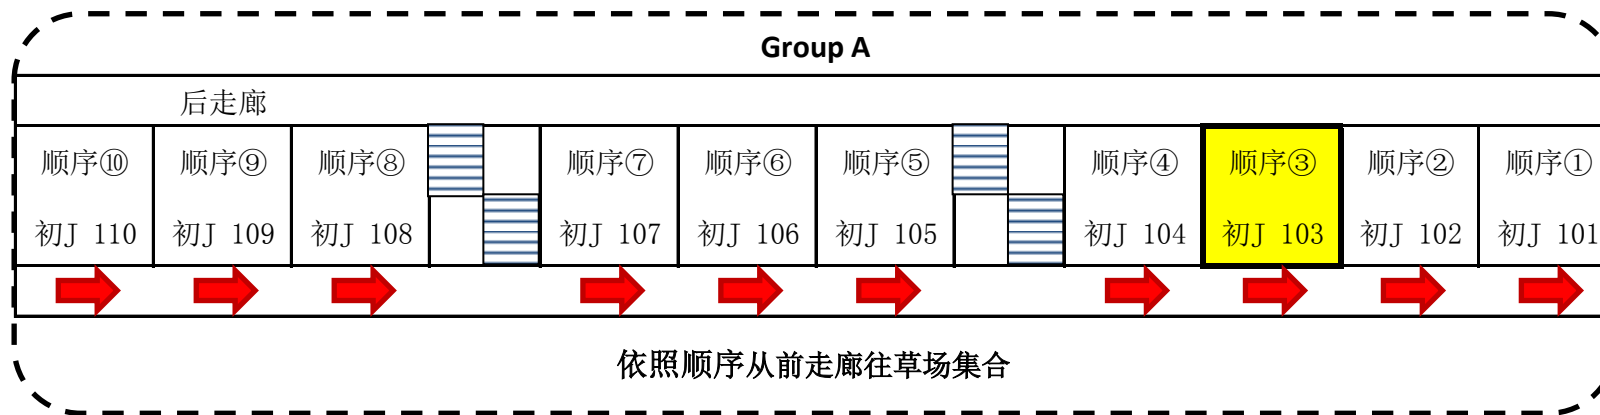 Group A
后走廊
顺序⑩ 顺序⑨ 顺序⑧ 顺序⑦ 顺序⑥ 顺序⑤ 顺序④ 顺序③ 顺序② 顺序①
初J 110 初J 109 初J 108 初J 107 初J 106 初J 105 初J 104 初J 103 初J 102 初J 101
依照顺序从前走廊往草场集合